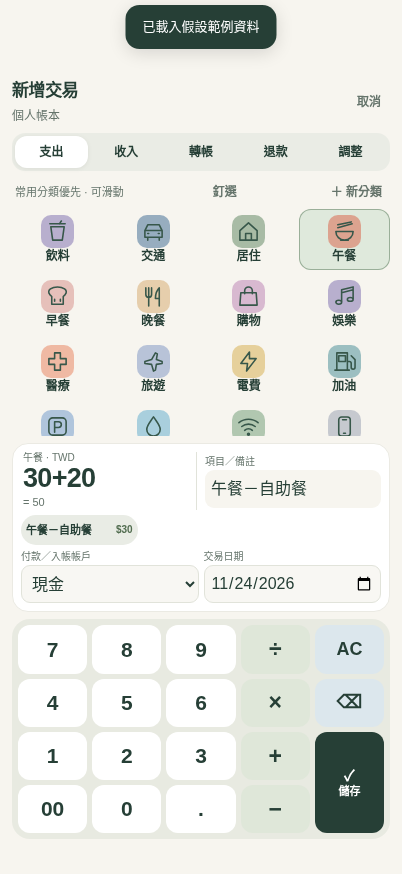 已載入假設範例資料
新增交易
個人帳本
取消
支出 收入 轉帳 退款 調整
常用分類優先 · 可滑動 釘選 ＋ 新分類
飲料 交通 居住 午餐
早餐 晚餐 購物 娛樂
醫療 旅遊 電費 加油
P
午餐 · TWD
30+20
= 50
項目／備註
午餐－自助餐
午餐－自助餐 $30
付款／入帳帳戶
現金
交易日期
11/24/2026
7 8 9 ÷ AC
4 5 6 × ⌫
1 2 3 +
✓
儲存
00 0 . −